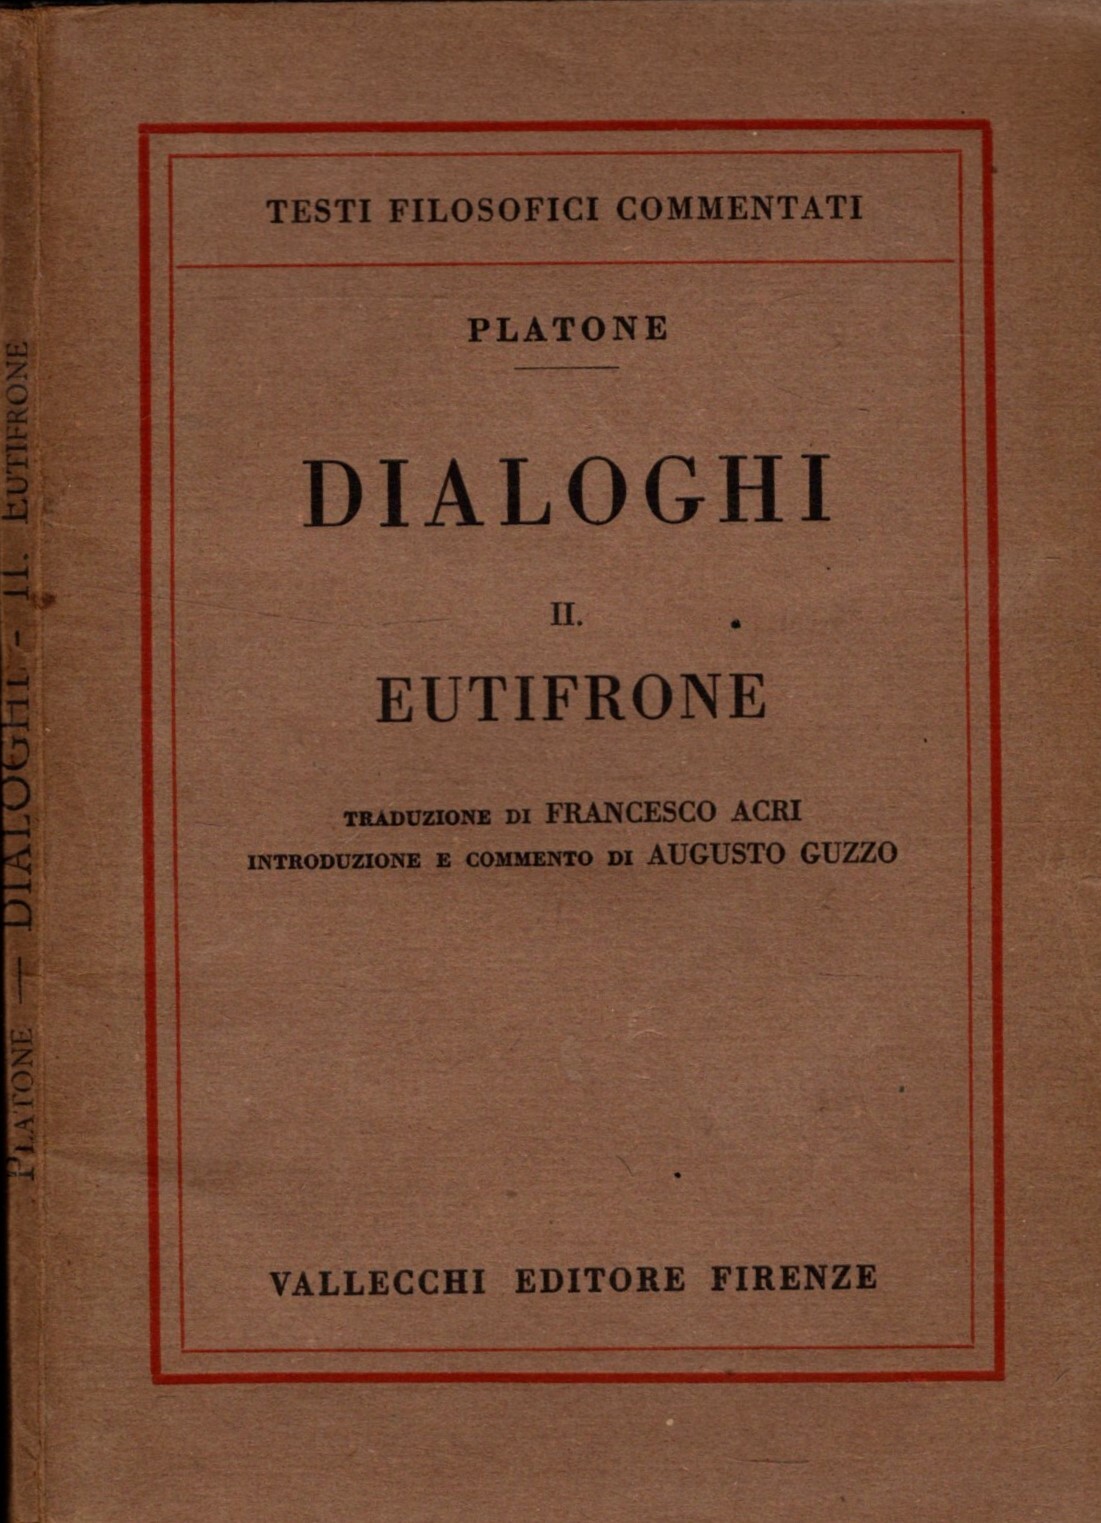 TESTI FILOSOFICI COMMENTATI
PLATONE
DIALOGHI
II.
EUTIFRONE
TRADUZIONE DI FRANCESCO ACRI
INTRODUZIONE E COMMENTO DI AUGUSTO GUZZO
VALLECCHI EDITORE FIRENZE
PLATONE — DIALOGHI - II. EUTIFRONE